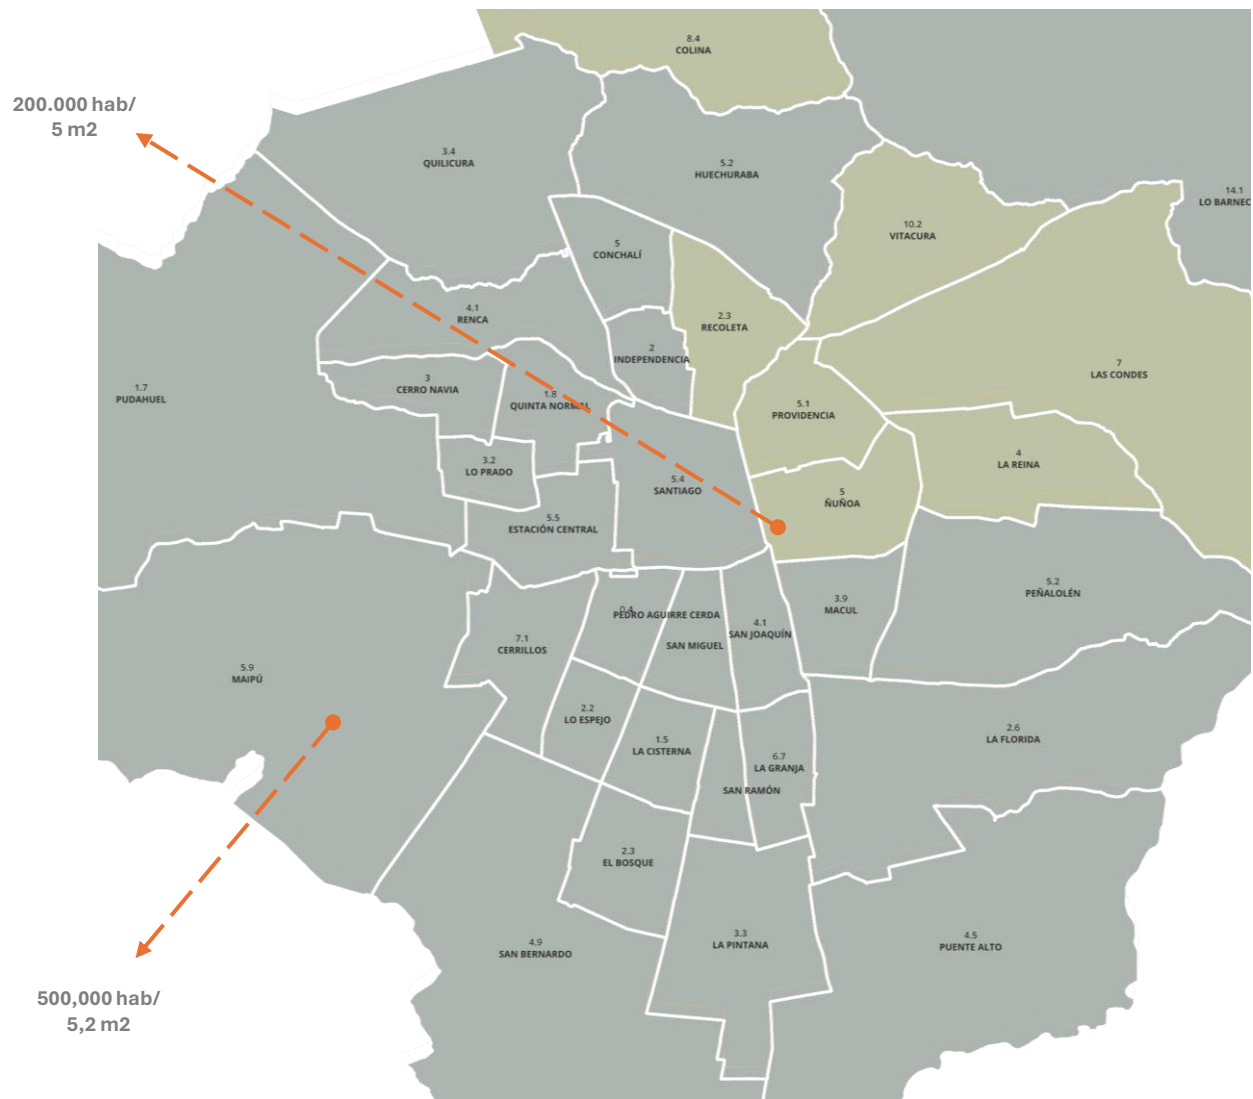 8.4
COLINA
200.000 hab/
5 m2
3.4
QUILICURA
5.2
HUECHURABA
14.1
LO BARNEC
10.2
VITACURA
5
CONCHALÍ
4.1
RENCA
2.3
RECOLETA
2
INDEPENDENCIA
7
LAS CONDES
1.7
PUDAHUEL
3
CERRO NAVIA
1.8
QUINTA NORMAL
5.1
PROVIDENCIA
3.2
LO PRADO
4
LA REINA
5.4
SANTIAGO
5
ÑUÑOA
5.5
ESTACIÓN CENTRAL
5.2
PEÑALOLÉN
3.9
MACUL
0.4
PEDRO AGUIRRE CERDA
4.1
SAN JOAQUÍN
SAN MIGUEL
7.1
CERRILLOS
5.9
MAIPÚ
2.2
LO ESPEJO
2.6
LA FLORIDA
1.5
LA CISTERNA
6.7
LA GRANJA
SAN RAMÓN
2.3
EL BOSQUE
4.9
SAN BERNARDO
3.3
LA PINTANA
4.5
PUENTE ALTO
500,000 hab/
5,2 m2